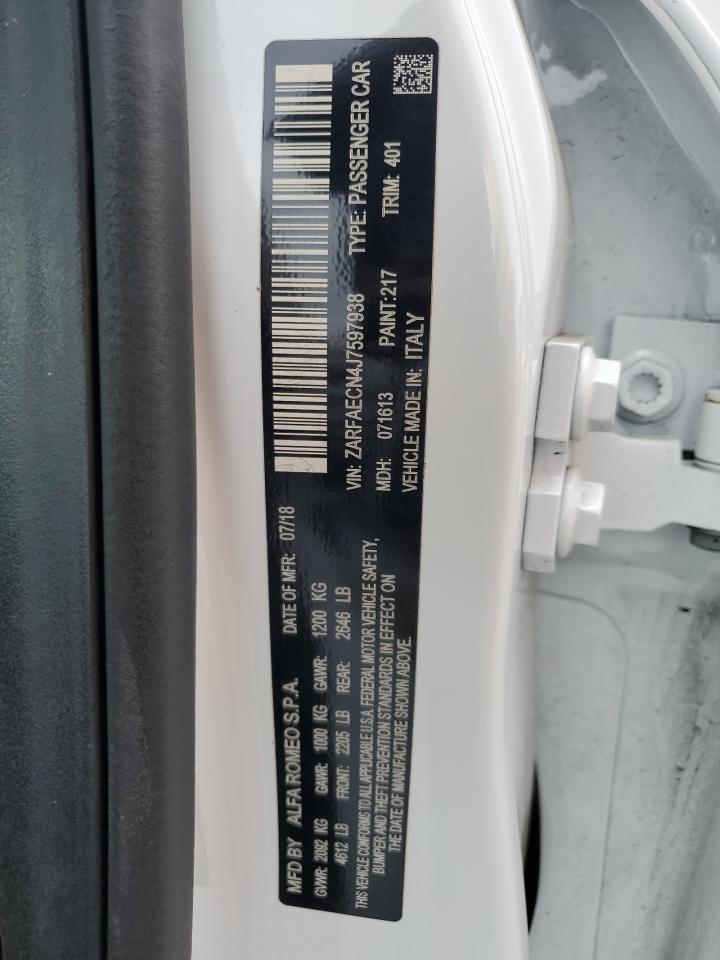 MFD BY ALFA ROMEO S.P.A. DATE OF MFR: 07/18
GVWR: 2092 KG GAWR: 1000 KG GAWR: 1200 KG
4612 LB FRONT: 2205 LB REAR: 2646 LB
THIS VEHICLE CONFORMS TO ALL APPLICABLE U.S.A. FEDERAL MOTOR VEHICLE SAFETY,
BUMPER AND THEFT PREVENTION STANDARDS IN EFFECT ON
THE DATE OF MANUFACTURE SHOWN ABOVE.
VIN: ZARFAECN4J7597938 TYPE: PASSENGER CAR
MDH: 071613 PAINT:217 TRIM: 401
VEHICLE MADE IN: ITALY